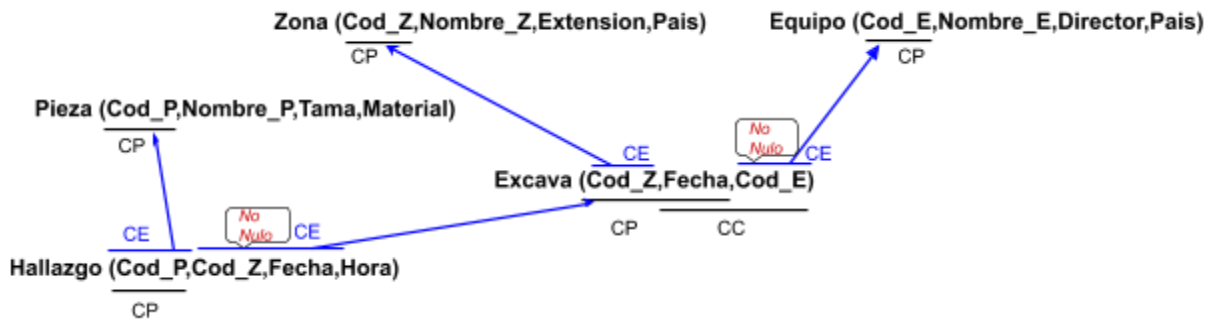 Zona (Cod_Z,Nombre_Z,Extension,Pais)
CP
Equipo (Cod_E,Nombre_E,Director,Pais)
CP
Pieza (Cod_P,Nombre_P,Tama,Material)
CP
CE
No
Nulo
CE
Excava (Cod_Z,Fecha,Cod_E)
CP
CC
CE
No
Nulo
CE
Hallazgo (Cod_P,Cod_Z,Fecha,Hora)
CP